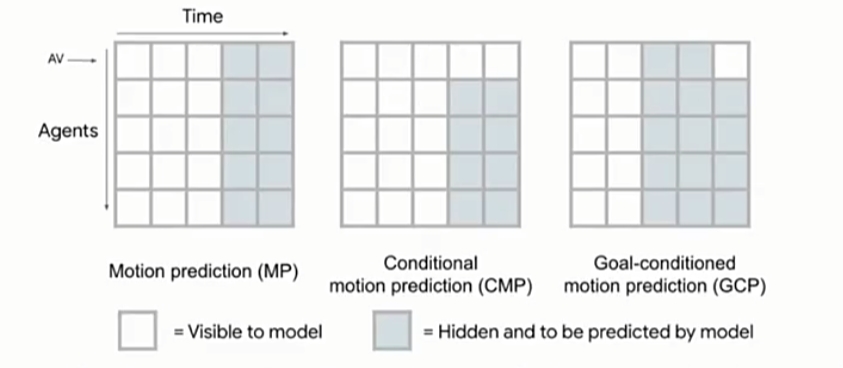 Time
AV
Agents
Motion prediction (MP)
Conditional
motion prediction (CMP)
Goal-conditioned
motion prediction (GCP)
= Visible to model
= Hidden and to be predicted by model